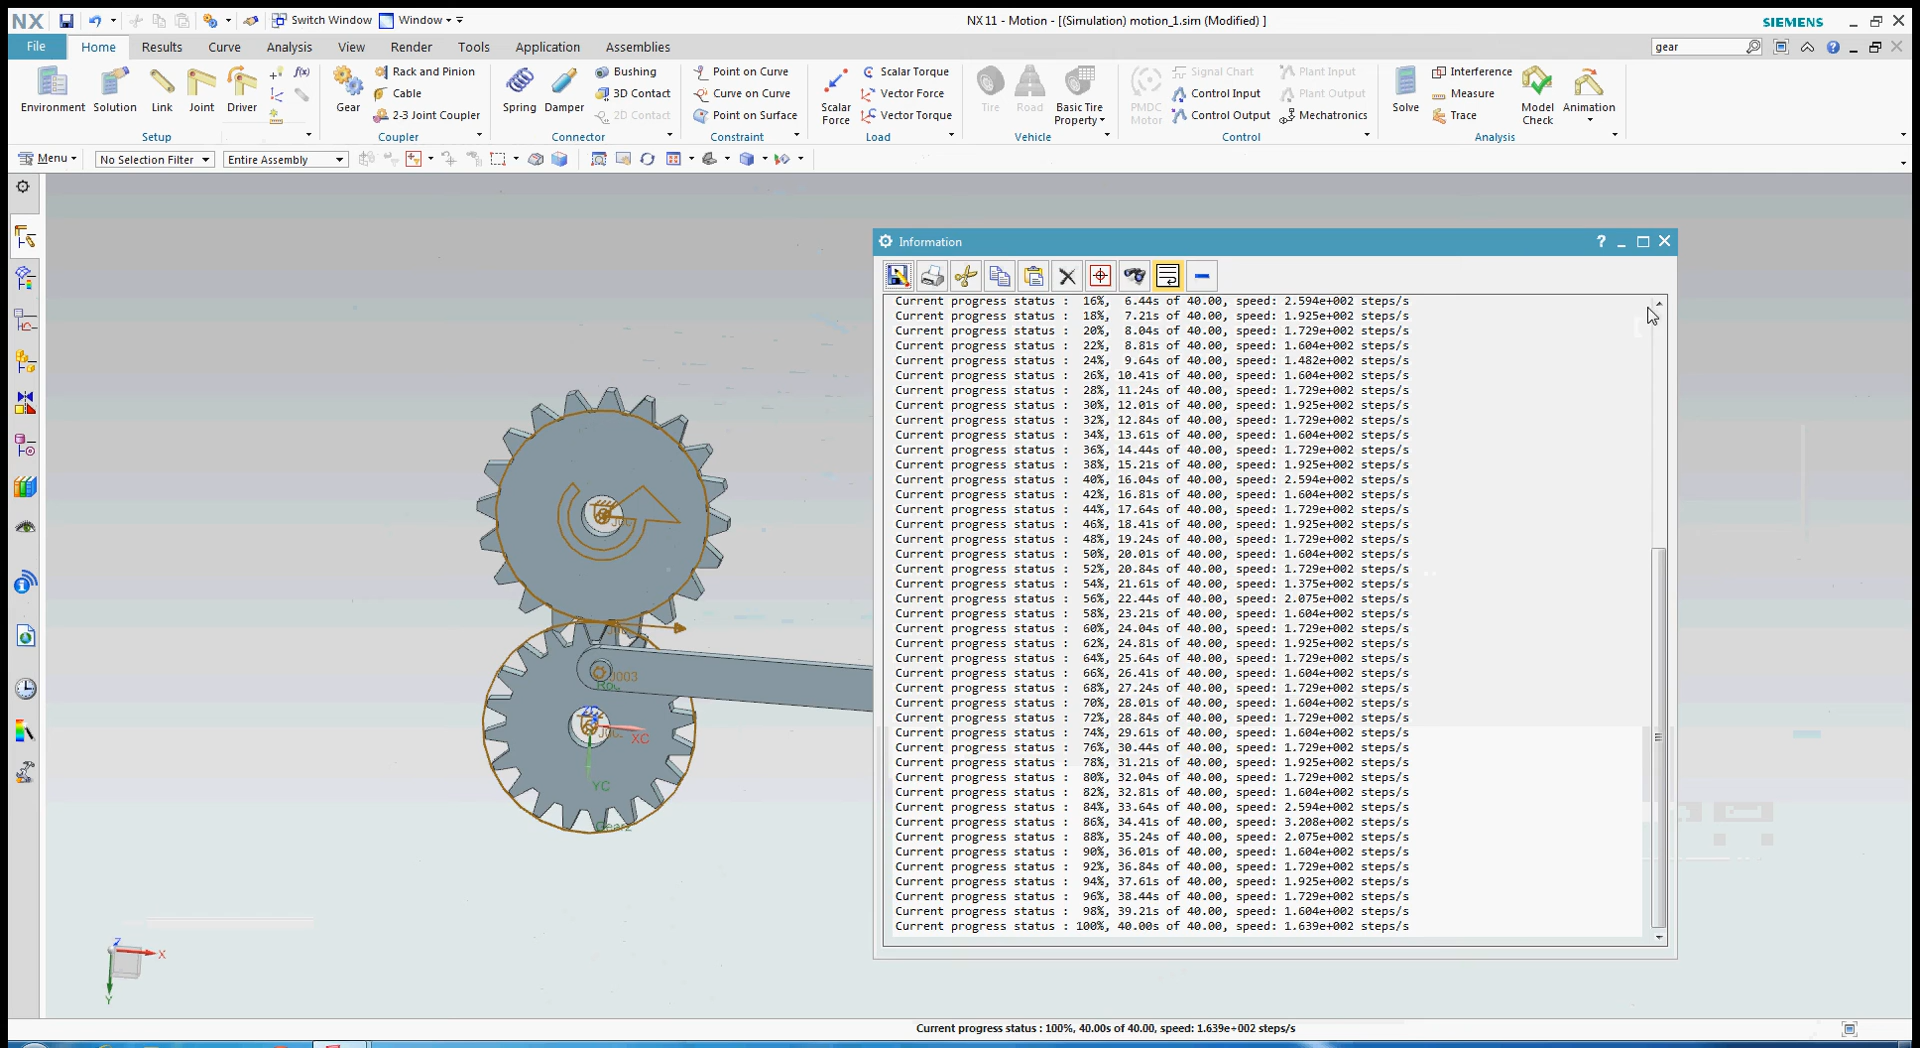 NX Switch Window Window NX 11 - Motion - [(Simulation) motion_1.sim (Modified) ] SIEMENS
File Home Results Curve Analysis View Render Tools Application Assemblies gear
Rack and Pinion Bushing Point on Curve Scalar Torque Signal Chart Plant Input Interference
Cable 3D Contact Curve on Curve Vector Force Control Input Plant Output Measure
Environment Solution Link Joint Driver Gear 2-3 Joint Coupler Spring Damper 2D Contact Point on Surface Scalar Force Vector Torque Tire Road Basic Tire Property PMDC Motor Control Output Mechatronics Solve Trace Model Check Animation
Setup Coupler Connector Constraint Load Vehicle Control Analysis
Menu No Selection Filter Entire Assembly
Information
Current progress status : 16%, 6.44s of 40.00, speed: 2.594e+002 steps/s
Current progress status : 18%, 7.21s of 40.00, speed: 1.925e+002 steps/s
Current progress status : 20%, 8.04s of 40.00, speed: 1.729e+002 steps/s
Current progress status : 22%, 8.81s of 40.00, speed: 1.604e+002 steps/s
Current progress status : 24%, 9.64s of 40.00, speed: 1.482e+002 steps/s
Current progress status : 26%, 10.41s of 40.00, speed: 1.604e+002 steps/s
Current progress status : 28%, 11.24s of 40.00, speed: 1.729e+002 steps/s
Current progress status : 30%, 12.01s of 40.00, speed: 1.925e+002 steps/s
Current progress status : 32%, 12.84s of 40.00, speed: 1.729e+002 steps/s
Current progress status : 34%, 13.61s of 40.00, speed: 1.604e+002 steps/s
Current progress status : 36%, 14.44s of 40.00, speed: 1.729e+002 steps/s
Current progress status : 38%, 15.21s of 40.00, speed: 1.925e+002 steps/s
Current progress status : 40%, 16.04s of 40.00, speed: 2.594e+002 steps/s
Current progress status : 42%, 16.81s of 40.00, speed: 1.604e+002 steps/s
Current progress status : 44%, 17.64s of 40.00, speed: 1.729e+002 steps/s
Current progress status : 46%, 18.41s of 40.00, speed: 1.925e+002 steps/s
Current progress status : 48%, 19.24s of 40.00, speed: 1.729e+002 steps/s
Current progress status : 50%, 20.01s of 40.00, speed: 1.604e+002 steps/s
Current progress status : 52%, 20.84s of 40.00, speed: 1.729e+002 steps/s
Current progress status : 54%, 21.61s of 40.00, speed: 1.375e+002 steps/s
Current progress status : 56%, 22.44s of 40.00, speed: 2.075e+002 steps/s
Current progress status : 58%, 23.21s of 40.00, speed: 1.604e+002 steps/s
Current progress status : 60%, 24.04s of 40.00, speed: 1.729e+002 steps/s
Current progress status : 62%, 24.81s of 40.00, speed: 1.925e+002 steps/s
Current progress status : 64%, 25.64s of 40.00, speed: 1.729e+002 steps/s
Current progress status : 66%, 26.41s of 40.00, speed: 1.604e+002 steps/s
Current progress status : 68%, 27.24s of 40.00, speed: 1.729e+002 steps/s
Current progress status : 70%, 28.01s of 40.00, speed: 1.604e+002 steps/s
Current progress status : 72%, 28.84s of 40.00, speed: 1.729e+002 steps/s
Current progress status : 74%, 29.61s of 40.00, speed: 1.604e+002 steps/s
Current progress status : 76%, 30.44s of 40.00, speed: 1.729e+002 steps/s
Current progress status : 78%, 31.21s of 40.00, speed: 1.925e+002 steps/s
Current progress status : 80%, 32.04s of 40.00, speed: 1.729e+002 steps/s
Current progress status : 82%, 32.81s of 40.00, speed: 1.604e+002 steps/s
Current progress status : 84%, 33.64s of 40.00, speed: 2.594e+002 steps/s
Current progress status : 86%, 34.41s of 40.00, speed: 3.208e+002 steps/s
Current progress status : 88%, 35.24s of 40.00, speed: 2.075e+002 steps/s
Current progress status : 90%, 36.01s of 40.00, speed: 1.604e+002 steps/s
Current progress status : 92%, 36.84s of 40.00, speed: 1.729e+002 steps/s
Current progress status : 94%, 37.61s of 40.00, speed: 1.925e+002 steps/s
Current progress status : 96%, 38.44s of 40.00, speed: 1.729e+002 steps/s
Current progress status : 98%, 39.21s of 40.00, speed: 1.604e+002 steps/s
Current progress status : 100%, 40.00s of 40.00, speed: 1.639e+002 steps/s
J003
XC
YC
Z
X
Y
Current progress status : 100%, 40.00s of 40.00, speed: 1.639e+002 steps/s